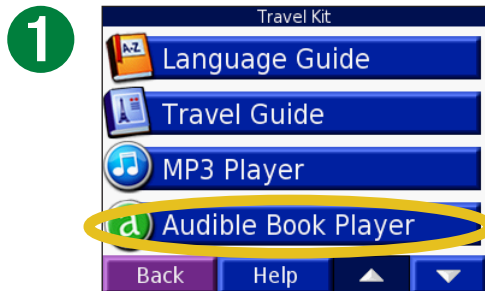 1
Travel Kit
A-Z
Language Guide
Travel Guide
MP3 Player
a
Audible Book Player
Back
Help